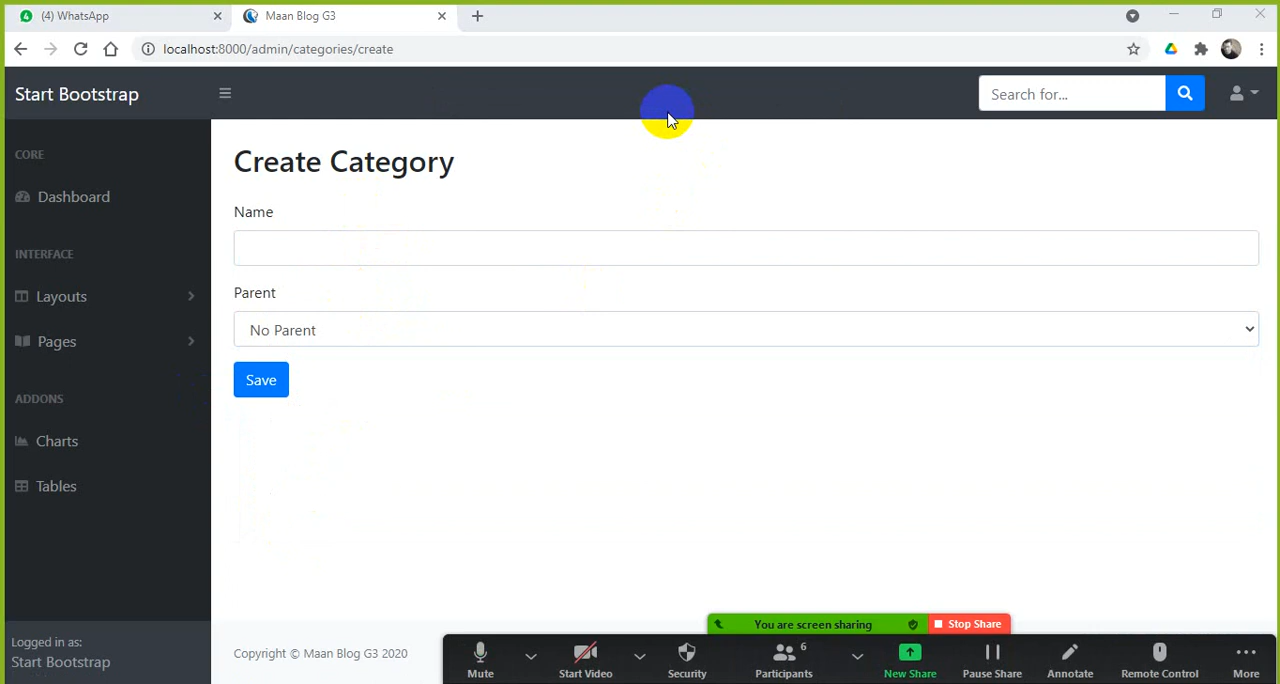 4
(4) WhatsApp
Maan Blog G3
localhost:8000/admin/categories/create
Start Bootstrap
Search for...
CORE
Dashboard
INTERFACE
Layouts
Pages
ADDONS
Charts
Tables
Logged in as:
Start Bootstrap
Create Category
Name
Parent
No Parent
Save
Copyright © Maan Blog G3 2020
You are screen sharing
Stop Share
Mute
Start Video
Security
Participants
6
New Share
Pause Share
Annotate
Remote Control
More